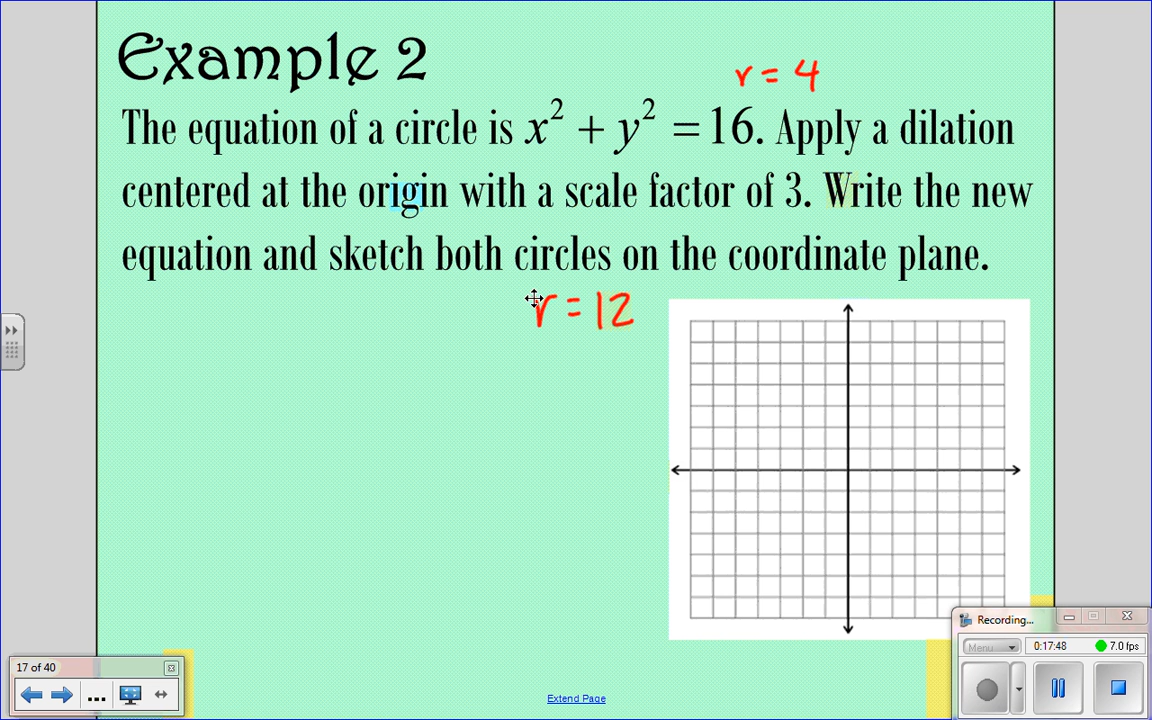 Example 2
r = 4
The equation of a circle is x² + y² = 16. Apply a dilation
centered at the origin with a scale factor of 3. Write the new
equation and sketch both circles on the coordinate plane.
r = 12
Recording...
Menu
0:17:48
7.0 fps
17 of 40
...
Extend Page